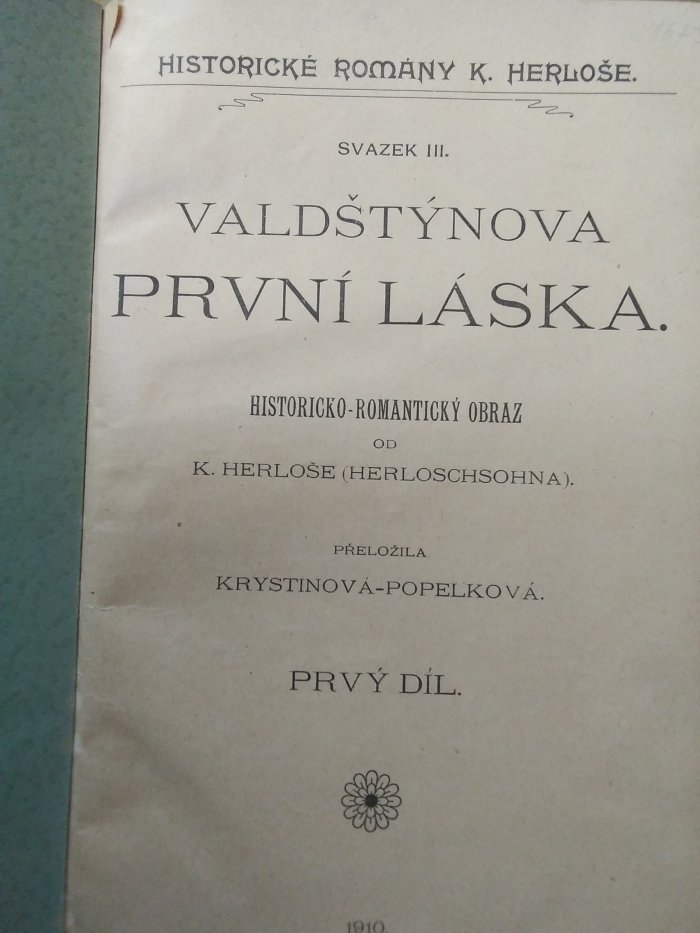 HISTORICKÉ ROMÁNY K. HERLOŠE.
SVAZEK III.
VALDŠTÝNOVA
PRVNÍ LÁSKA.
HISTORICKO-ROMANTICKÝ OBRAZ
OD
K. HERLOŠE (HERLOSCHSOHNA).
PŘELOŽILA
KRYSTINOVÁ-POPELKOVÁ.
PRVÝ DÍL.
1910